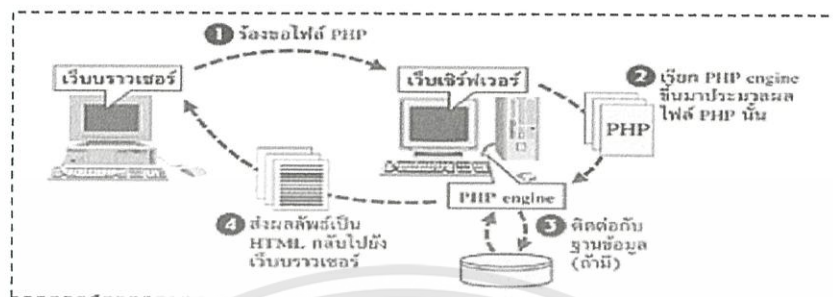 1 ร้องขอไฟล์ PHP
เว็บบราวเซอร์
เว็บเซิร์ฟเวอร์
2 เรียก PHP engine
ขึ้นมาประมวลผล
ไฟล์ PHP นั้น
PHP
PHP engine
3 ติดต่อกับ
ฐานข้อมูล
(ถ้ามี)
4 ส่งผลลัพธ์เป็น
HTML กลับไปยัง
เว็บบราวเซอร์